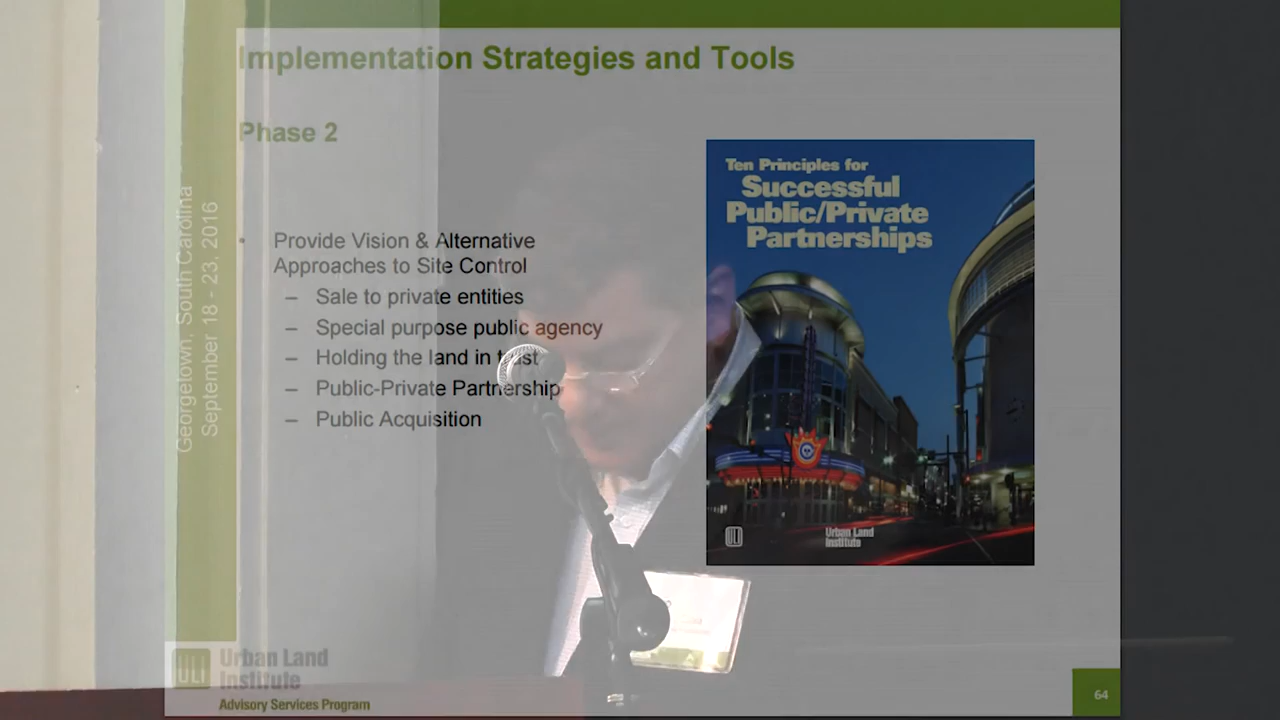 Implementation Strategies and Tools
Phase 2
Georgetown, South Carolina
September 18 - 23, 2016
• Provide Vision & Alternative
Approaches to Site Control
– Sale to private entities
– Special purpose public agency
– Holding the land in trust
– Public-Private Partnership
– Public Acquisition
Ten Principles for
Successful
Public/Private
Partnerships
ULI
Urban Land
Institute
ULI
Urban Land
Institute
Advisory Services Program
64